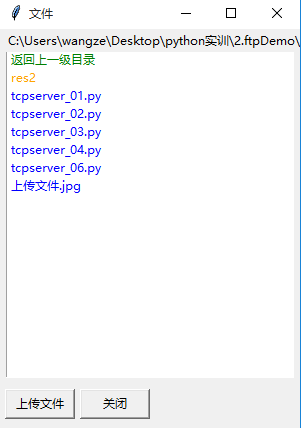 文件
C:\Users\wangze\Desktop\python实训\2.ftpDemo\
返回上一级目录
res2
tcpserver_01.py
tcpserver_02.py
tcpserver_03.py
tcpserver_04.py
tcpserver_06.py
上传文件.jpg
上传文件 关闭